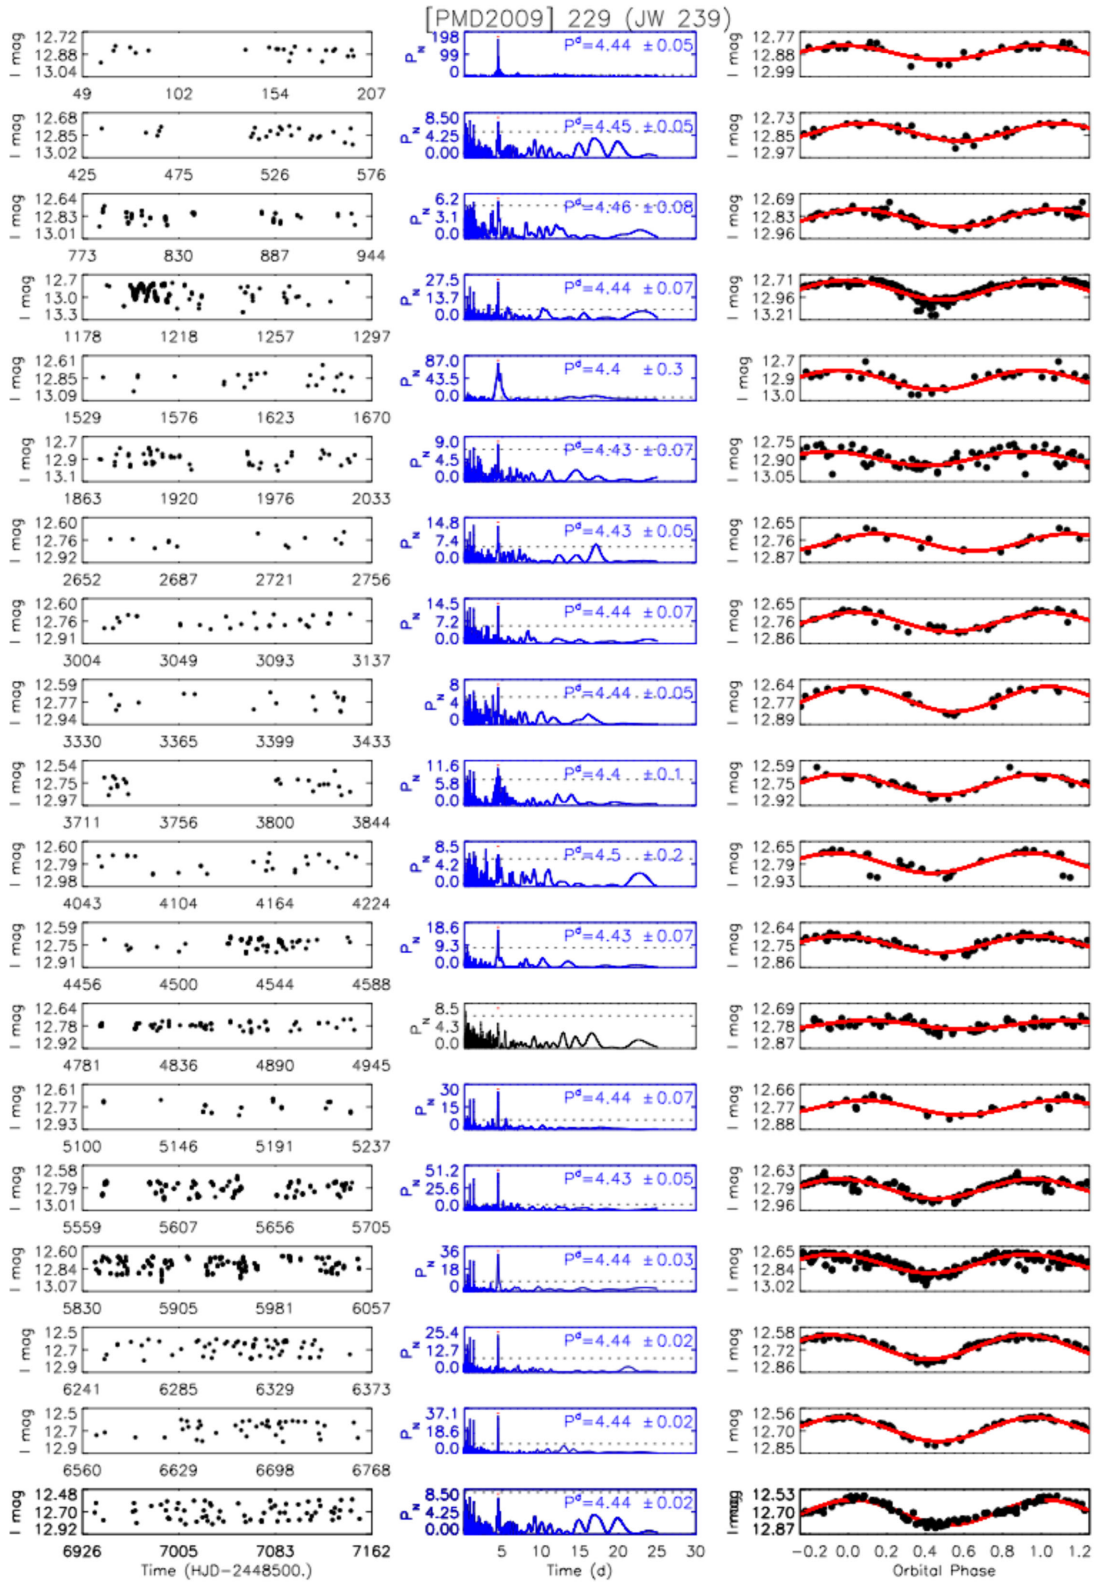 [PMD2009] 229 (JW 239)
I mag 12.72 12.88 13.04 49 102 154 207 P_N 198 99 0 P^d=4.44 ±0.05 I mag 12.77 12.88 12.99
I mag 12.68 12.85 13.02 425 475 526 576 P_N 8.50 4.25 0.00 P^d=4.45 ±0.05 I mag 12.73 12.85 12.97
I mag 12.64 12.83 13.01 773 830 887 944 P_N 6.2 3.1 0.0 P^d=4.46 ±0.08 I mag 12.69 12.83 12.96
I mag 12.7 13.0 13.3 1178 1218 1257 1297 P_N 27.5 13.7 0.0 P^d=4.44 ±0.07 I mag 12.71 12.96 13.21
I mag 12.61 12.85 13.09 1529 1576 1623 1670 P_N 87.0 43.5 0.0 P^d=4.4 ±0.3 I mag 12.7 12.9 13.0
I mag 12.7 12.9 13.1 1863 1920 1976 2033 P_N 9.0 4.5 0.0 P^d=4.43 ±0.07 I mag 12.75 12.90 13.05
I mag 12.60 12.76 12.92 2652 2687 2721 2756 P_N 14.8 7.4 0.0 P^d=4.43 ±0.05 I mag 12.65 12.76 12.87
I mag 12.60 12.76 12.91 3004 3049 3093 3137 P_N 14.5 7.2 0.0 P^d=4.44 ±0.07 I mag 12.65 12.76 12.86
I mag 12.59 12.77 12.94 3330 3365 3399 3433 P_N 8 4 0 P^d=4.44 ±0.05 I mag 12.64 12.77 12.89
I mag 12.54 12.75 12.97 3711 3756 3800 3844 P_N 11.6 5.8 0.0 P^d=4.4 ±0.1 I mag 12.59 12.75 12.92
I mag 12.60 12.79 12.98 4043 4104 4164 4224 P_N 8.5 4.2 0.0 P^d=4.5 ±0.2 I mag 12.65 12.79 12.93
I mag 12.59 12.75 12.91 4456 4500 4544 4588 P_N 18.6 9.3 0.0 P^d=4.43 ±0.07 I mag 12.64 12.75 12.86
I mag 12.64 12.78 12.92 4781 4836 4890 4945 P_N 8.5 4.3 0.0 I mag 12.69 12.78 12.87
I mag 12.61 12.77 12.93 5100 5146 5191 5237 P_N 30 15 0 P^d=4.44 ±0.07 I mag 12.66 12.77 12.88
I mag 12.58 12.79 13.01 5559 5607 5656 5705 P_N 51.2 25.6 0.0 P^d=4.43 ±0.05 I mag 12.63 12.79 12.96
I mag 12.60 12.84 13.07 5830 5905 5981 6057 P_N 36 18 0 P^d=4.44 ±0.03 I mag 12.65 12.84 13.02
I mag 12.5 12.7 12.9 6241 6285 6329 6373 P_N 25.4 12.7 0.0 P^d=4.44 ±0.02 I mag 12.58 12.72 12.86
I mag 12.5 12.7 12.9 6560 6629 6698 6768 P_N 37.1 18.6 0.0 P^d=4.44 ±0.02 I mag 12.56 12.70 12.85
I mag 12.48 12.70 12.92 6926 7005 7083 7162 P_N 8.50 4.25 0.00 P^d=4.44 ±0.02 5 10 15 20 25 30 I mag 12.53 12.70 12.87 -0.2 0.0 0.2 0.4 0.6 0.8 1.0 1.2
Time (HJD-2448500.) Time (d) Orbital Phase